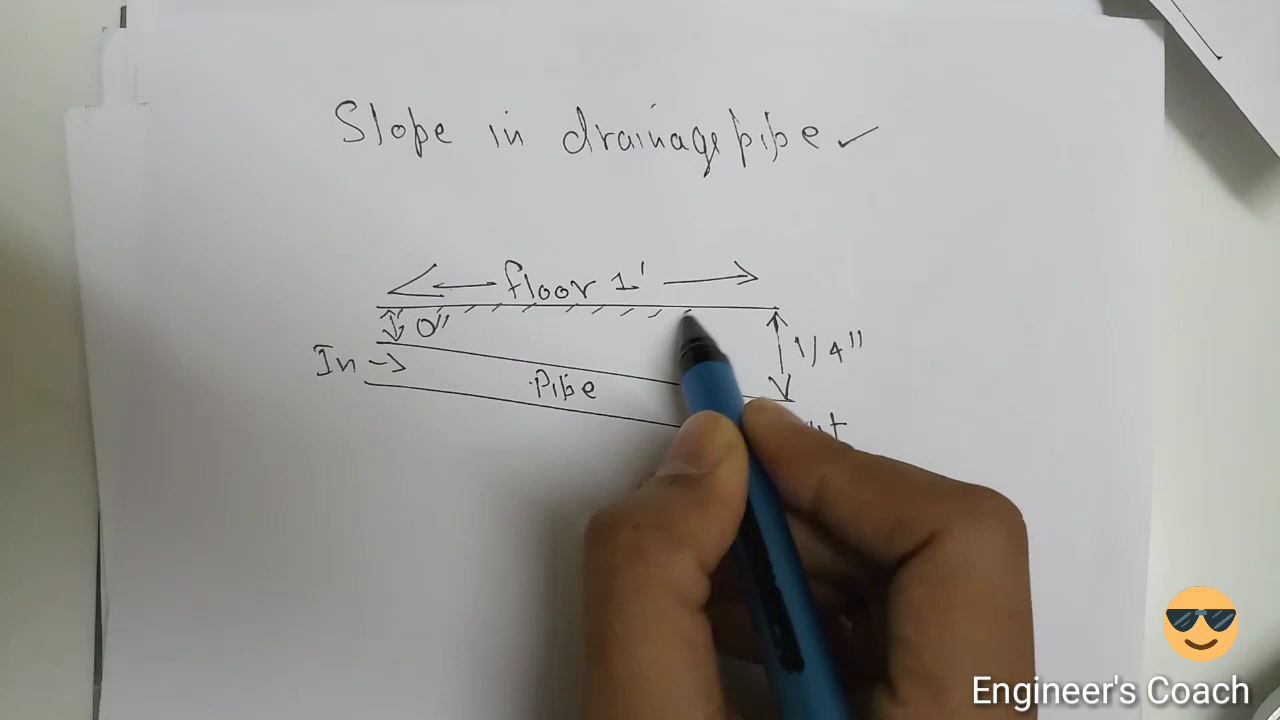 Slope in drainage pipe ✓
floor 1'
0"
1/4"
In →
Pipe
Engineer's Coach